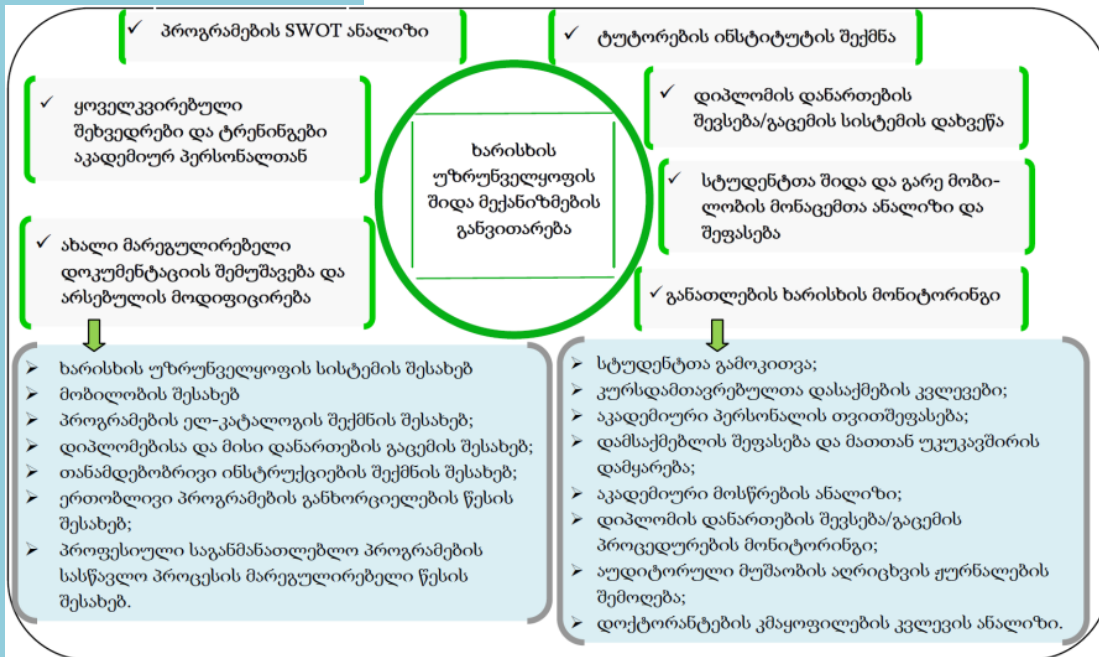 ✓ პროგრამების SWOT ანალიზი
✓ ტუტორების ინსტიტუტის შექმნა
✓ ყოველკვირებული
შეხვედრები და ტრენინგები
აკადემიურ პერსონალთან
✓ დიპლომის დანართების
შევსება/გაცემის სისტემის დახვეწა
ხარისხის
უზრუნველყოფის
შიდა მექანიზმების
განვითარება
✓ სტუდენტთა შიდა და გარე მობი-
ლობის მონაცემთა ანალიზი და
შეფასება
✓ ახალი მარეგულირებელი
დოკუმენტაციის შემუშავება და
არსებულის მოდიფიცირება
✓ განათლების ხარისხის მონიტორინგი
➢ ხარისხის უზრუნველყოფის სისტემის შესახებ
➢ მობილობის შესახებ
➢ პროგრამების ელ-კატალოგის შექმნის შესახებ;
➢ დიპლომებისა და მისი დანართების გაცემის შესახებ;
➢ თანამდებობრივი ინსტრუქციების შექმნის შესახებ;
➢ ერთობლივი პროგრამების განხორციელების წესის
შესახებ;
➢ პროფესიული საგანმანათლებლო პროგრამების
სასწავლო პროცესის მარეგულირებელი წესის
შესახებ.
➢ სტუდენტთა გამოკითვა;
➢ კურსდამთავრებულთა დასაქმების კვლევები;
➢ აკადემიური პერსონალის თვითშეფასება;
➢ დამსაქმებლის შეფასება და მათთან უკუკავშირის
დამყარება;
➢ აკადემიური მოსწრების ანალიზი;
➢ დიპლომის დანართების შევსება/გაცემის
პროცედურების მონიტორინგი;
➢ აუდიტორული მუშაობის აღრიცხვის ჟურნალების
შემოღება;
➢ დოქტორანტების კმაყოფილების კვლევის ანალიზი.